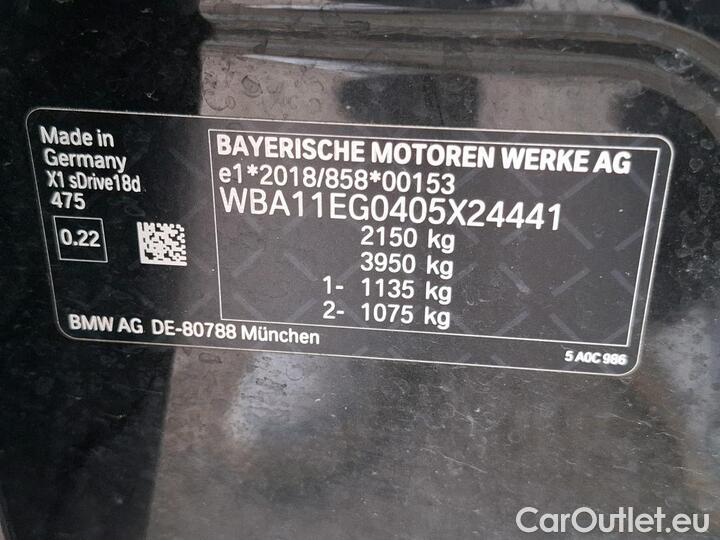 Made in
Germany
X1 sDrive18d
475
0.22
BAYERISCHE MOTOREN WERKE AG
e1*2018/858*00153
WBA11EG0405X24441
2150 kg
3950 kg
1- 1135 kg
2- 1075 kg
BMW AG DE-80788 München
5 A0C 986
CarOutlet.eu